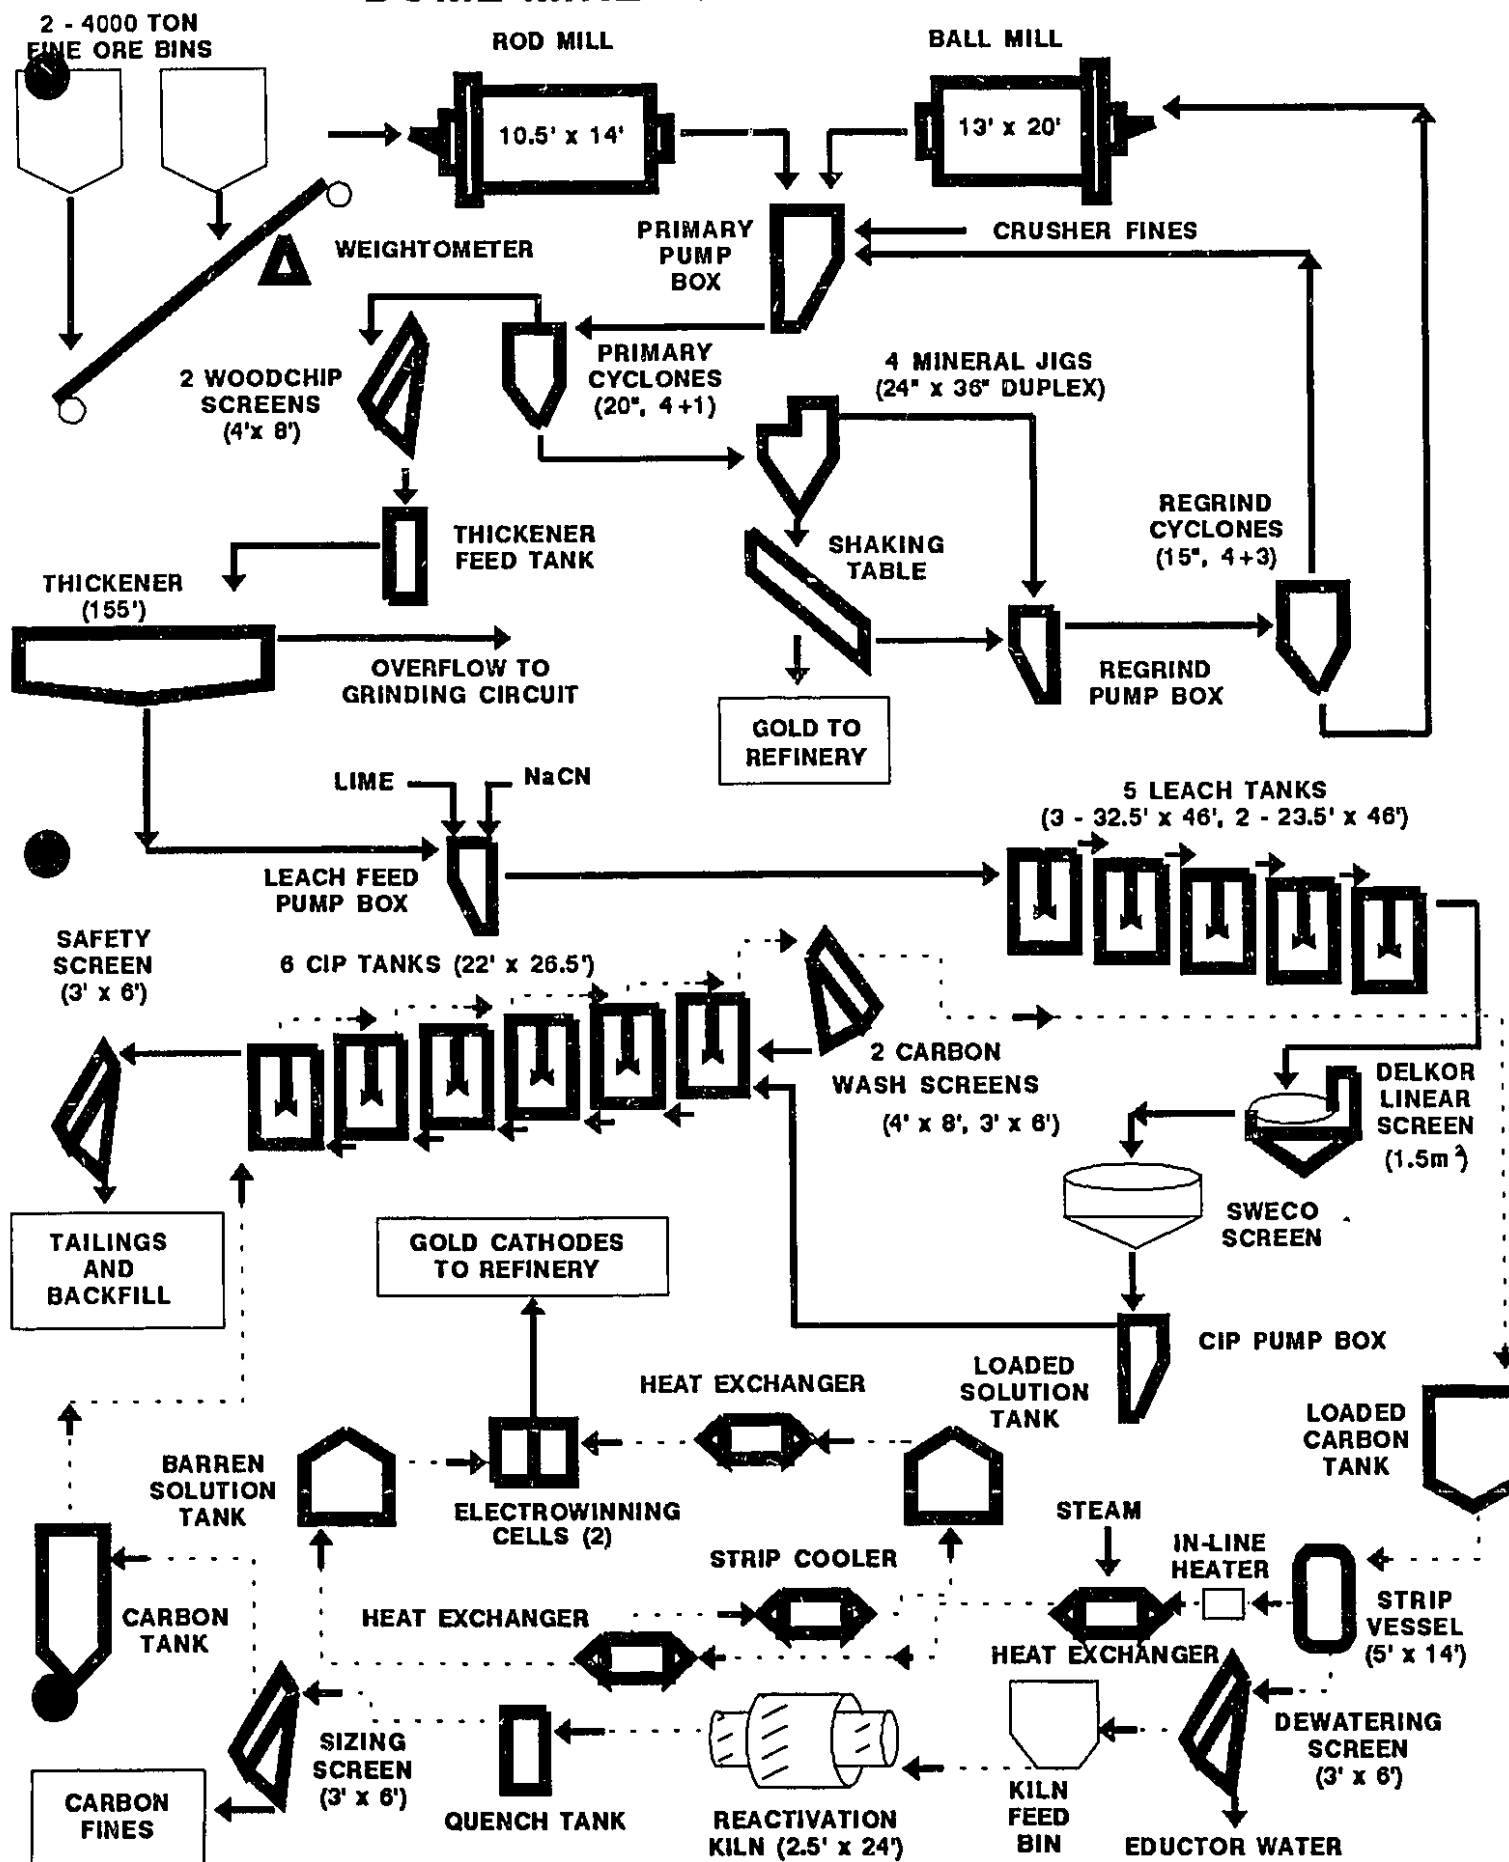 2 - 4000 TON
FINE ORE BINS
ROD MILL
BALL MILL
10.5' x 14'
13' x 20'
PRIMARY
PUMP
BOX
CRUSHER FINES
WEIGHTOMETER
2 WOODCHIP
SCREENS
(4'x 8')
PRIMARY
CYCLONES
(20", 4+1)
4 MINERAL JIGS
(24" x 36" DUPLEX)
REGRIND
CYCLONES
(15", 4+3)
THICKENER
FEED TANK
SHAKING
TABLE
THICKENER
(155')
OVERFLOW TO
GRINDING CIRCUIT
REGRIND
PUMP BOX
GOLD TO
REFINERY
LIME
NaCN
5 LEACH TANKS
(3 - 32.5' x 46', 2 - 23.5' x 46')
LEACH FEED
PUMP BOX
SAFETY
SCREEN
(3' x 6')
6 CIP TANKS (22' x 26.5')
2 CARBON
WASH SCREENS
(4' x 8', 3' x 6')
DELKOR
LINEAR
SCREEN
(1.5m²)
SWECO
SCREEN
TAILINGS
AND
BACKFILL
GOLD CATHODES
TO REFINERY
CIP PUMP BOX
HEAT EXCHANGER
LOADED
SOLUTION
TANK
LOADED
CARBON
TANK
BARREN
SOLUTION
TANK
ELECTROWINNING
CELLS (2)
STEAM
IN-LINE
HEATER
STRIP COOLER
STRIP
VESSEL
(5' x 14')
CARBON
TANK
HEAT EXCHANGER
HEAT EXCHANGER
SIZING
SCREEN
(3' x 6')
DEWATERING
SCREEN
(3' x 6')
CARBON
FINES
QUENCH TANK
REACTIVATION
KILN (2.5' x 24')
KILN
FEED
BIN
EDUCTOR WATER